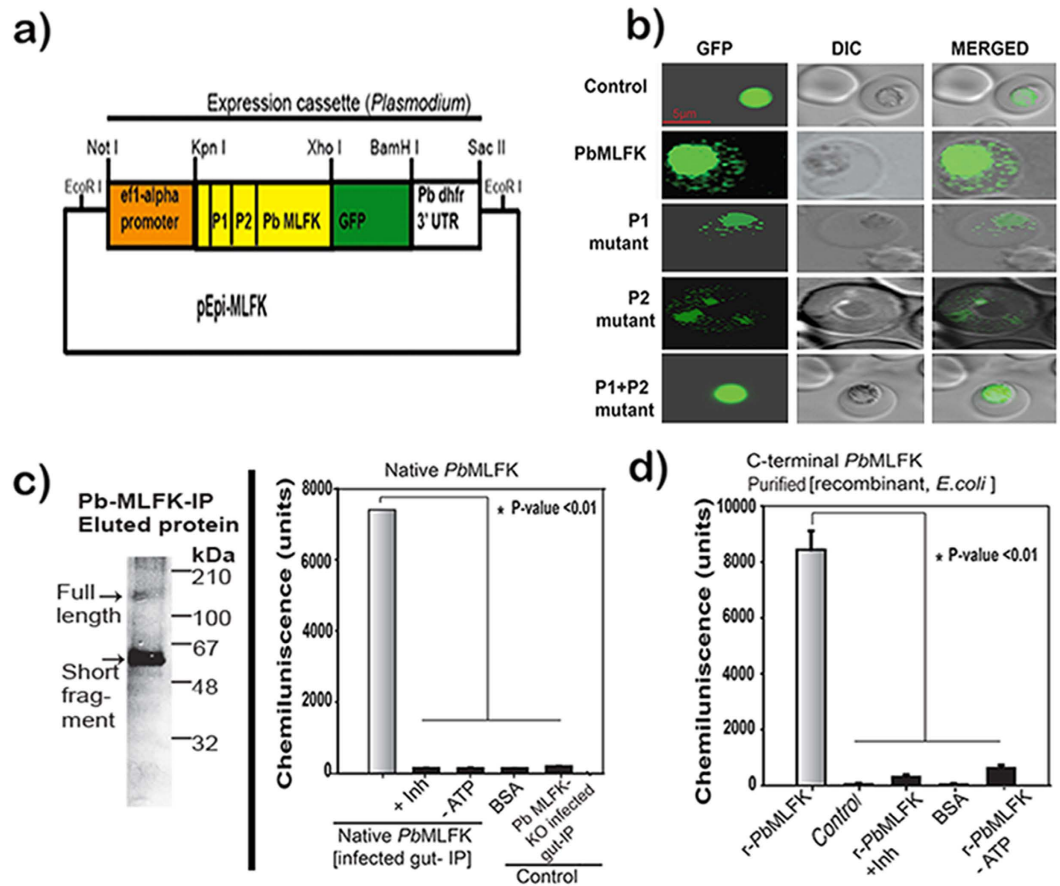 a)
Expression cassette (Plasmodium)
Not I
Kpn I
Xho I
BamH I
Sac II
EcoR I
EcoR I
ef1-alpha
promoter
P1
P2
Pb MLFK
GFP
Pb dhfr
3' UTR
pEpi-MLFK
b)
GFP
DIC
MERGED
Control
5µm
PbMLFK
P1
mutant
P2
mutant
P1+P2
mutant
c)
Pb-MLFK-IP
Eluted protein
kDa
Full
length
Short
frag-
ment
210
100
67
48
32
Native PbMLFK
Chemiluniscence (units)
8000
6000
4000
2000
0
* P-value <0.01
+ Inh
- ATP
BSA
Pb MLFK-
KO infected
gut-IP
Native PbMLFK
[infected gut- IP]
Control
d)
C-terminal PbMLFK
Purified [recombinant, E.coli ]
Chemiluniscence (units)
10000
8000
6000
4000
2000
0
* P-value <0.01
r-PbMLFK
Control
r-PbMLFK
+Inh
BSA
r-PbMLFK
- ATP